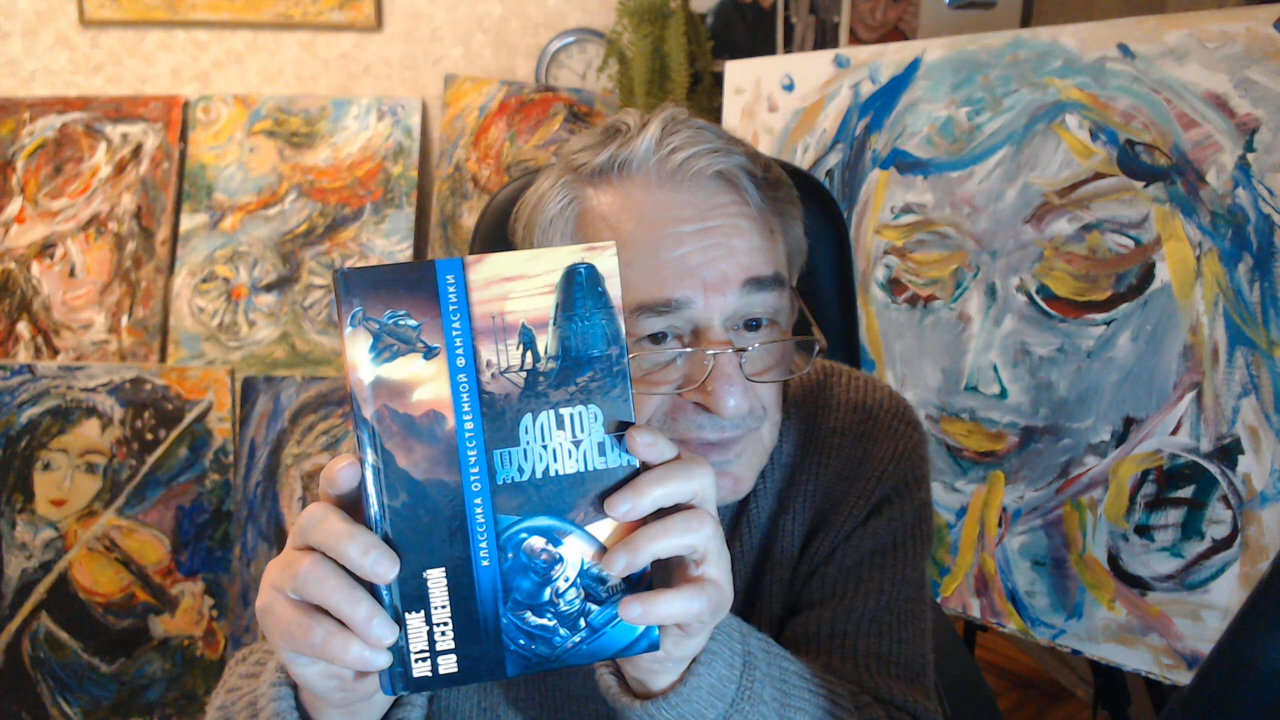 КЛАССИКА ОТЕЧЕСТВЕННОЙ ФАНТАСТИКИ
АЛЬТОВ
ЖУРАВЛЕВА
ЛЕТЯЩИЕ
ПО ВСЕЛЕННОЙ